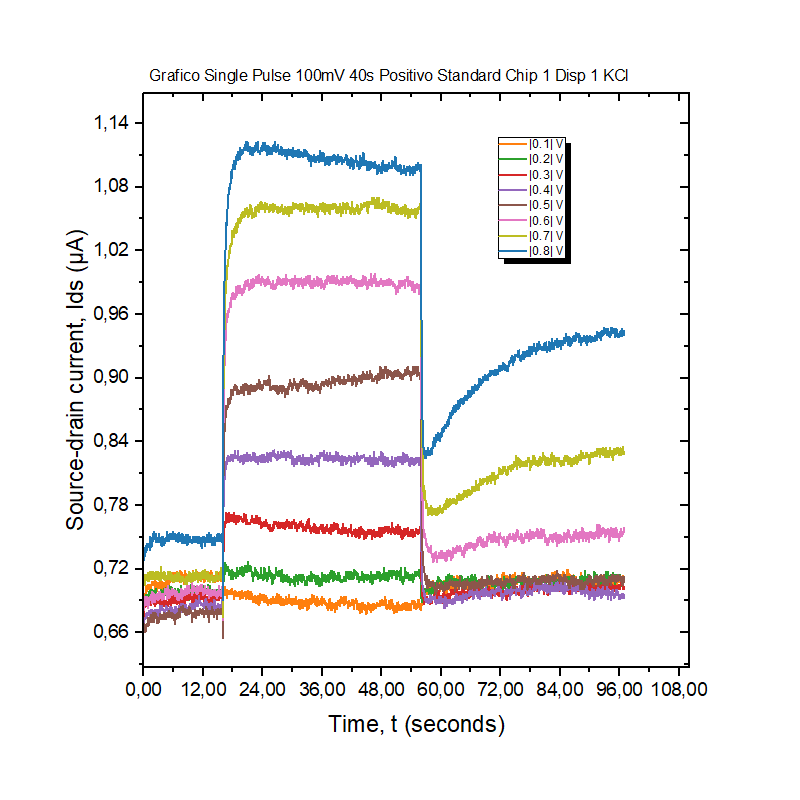 Grafico Single Pulse 100mV 40s Positivo Standard Chip 1 Disp 1 KCl
1,14
1,08
1,02
0,96
0,90
0,84
0,78
0,72
0,66
Source-drain current, Ids (µA)
|0.1| V
|0.2| V
|0.3| V
|0.4| V
|0.5| V
|0.6| V
|0.7| V
|0.8| V
0,00 12,00 24,00 36,00 48,00 60,00 72,00 84,00 96,00 108,00
Time, t (seconds)